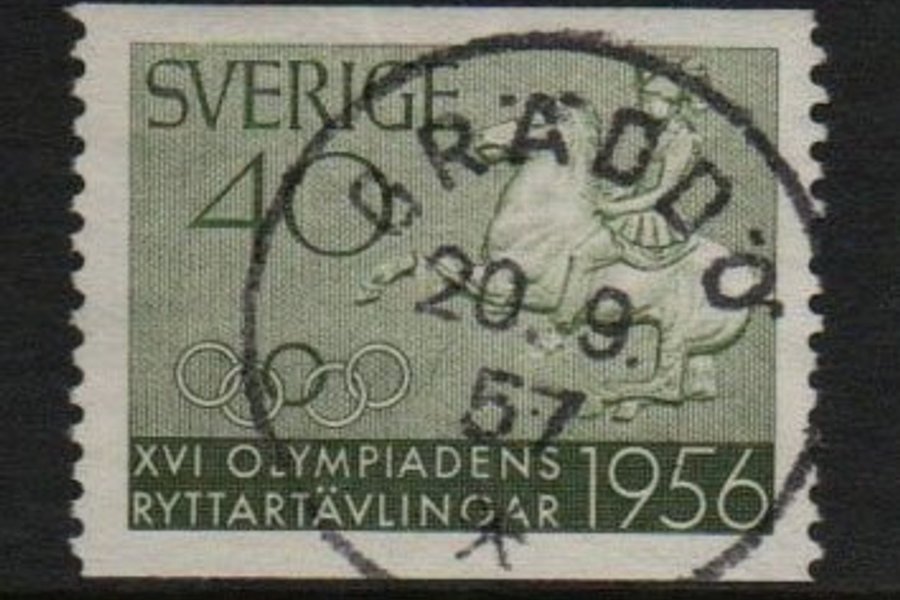 SVERIGE
40
GRÄDDÖ
20.9.
57
XVI OLYMPIADENS
RYTTARTÄVLINGAR
1956